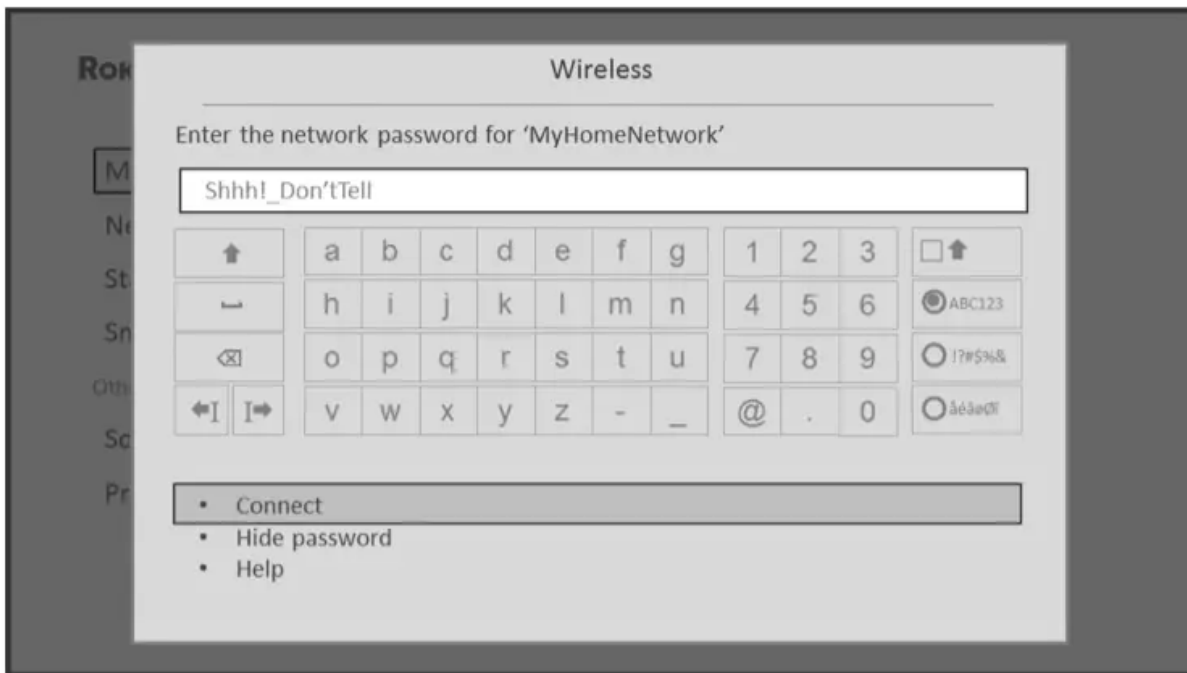 Wireless
Enter the network password for ‘MyHomeNetwork’
Shhh!_Don’tTell
a b c d e f g 1 2 3
h i j k l m n 4 5 6 ABC123
o p q r s t u 7 8 9 !?#$%&
v w x y z - _ @ . 0
• Connect
• Hide password
• Help